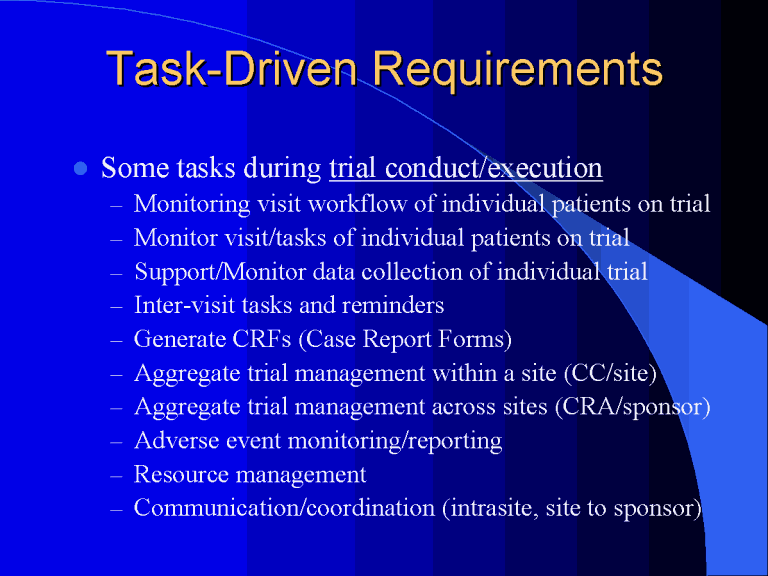 Task-Driven Requirements
● Some tasks during trial conduct/execution
– Monitoring visit workflow of individual patients on trial
– Monitor visit/tasks of individual patients on trial
– Support/Monitor data collection of individual trial
– Inter-visit tasks and reminders
– Generate CRFs (Case Report Forms)
– Aggregate trial management within a site (CC/site)
– Aggregate trial management across sites (CRA/sponsor)
– Adverse event monitoring/reporting
– Resource management
– Communication/coordination (intrasite, site to sponsor)